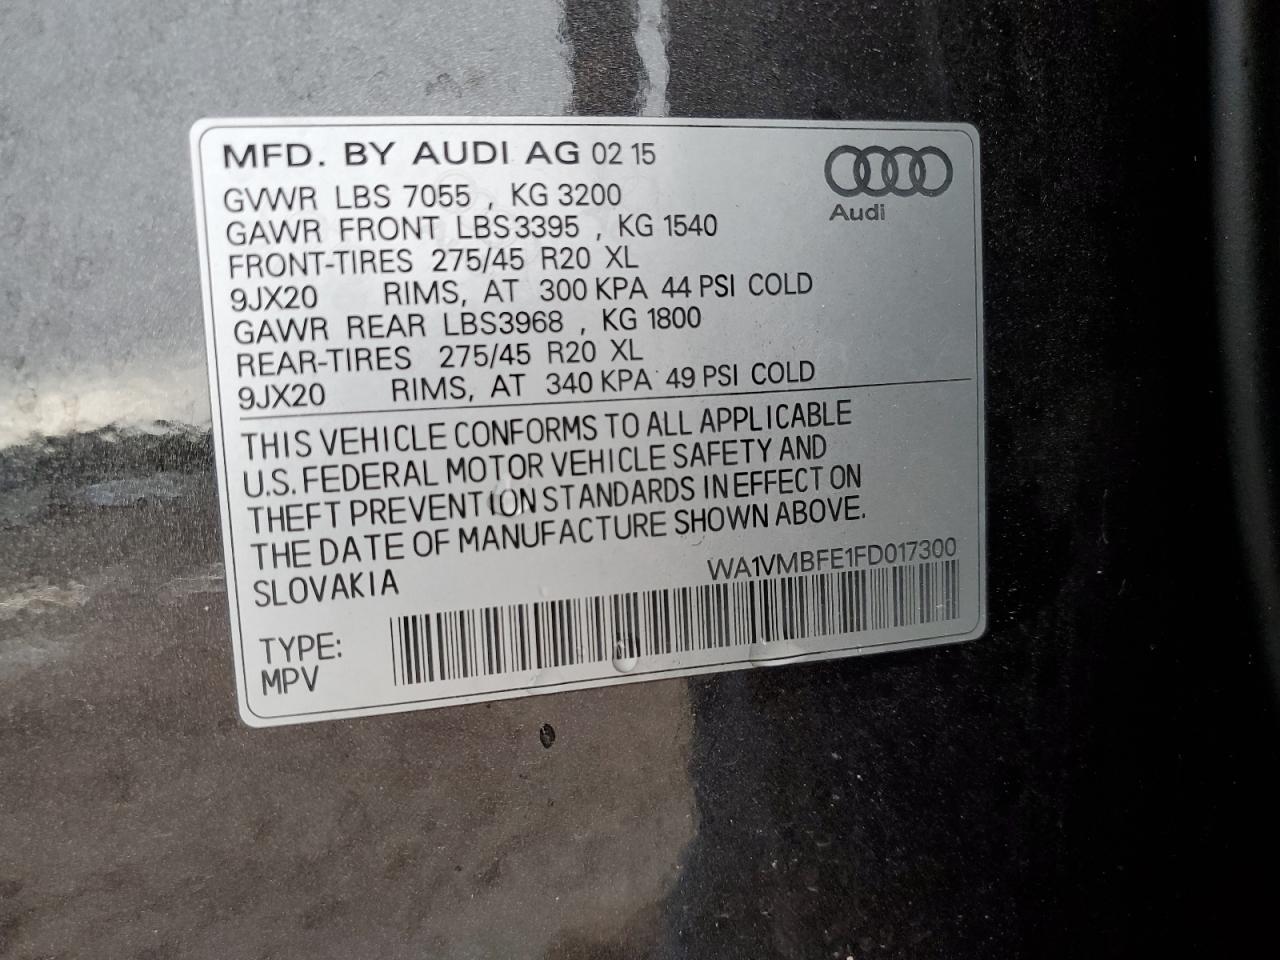 MFD. BY AUDI AG 02 15
GVWR LBS 7055 , KG 3200
GAWR FRONT LBS3395 , KG 1540
FRONT-TIRES 275/45 R20 XL
9JX20 RIMS, AT 300 KPA 44 PSI COLD
GAWR REAR LBS3968 , KG 1800
REAR-TIRES 275/45 R20 XL
9JX20 RIMS, AT 340 KPA 49 PSI COLD
Audi
THIS VEHICLE CONFORMS TO ALL APPLICABLE
U.S. FEDERAL MOTOR VEHICLE SAFETY AND
THEFT PREVENTION STANDARDS IN EFFECT ON
THE DATE OF MANUFACTURE SHOWN ABOVE.
SLOVAKIA
WA1VMBFE1FD017300
TYPE:
MPV